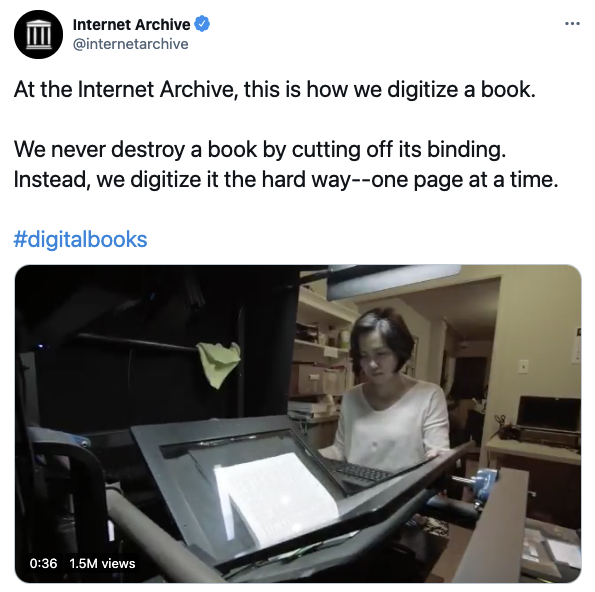 Internet Archive
@internetarchive
At the Internet Archive, this is how we digitize a book.
We never destroy a book by cutting off its binding.
Instead, we digitize it the hard way--one page at a time.
#digitalbooks
0:36 1.5M views